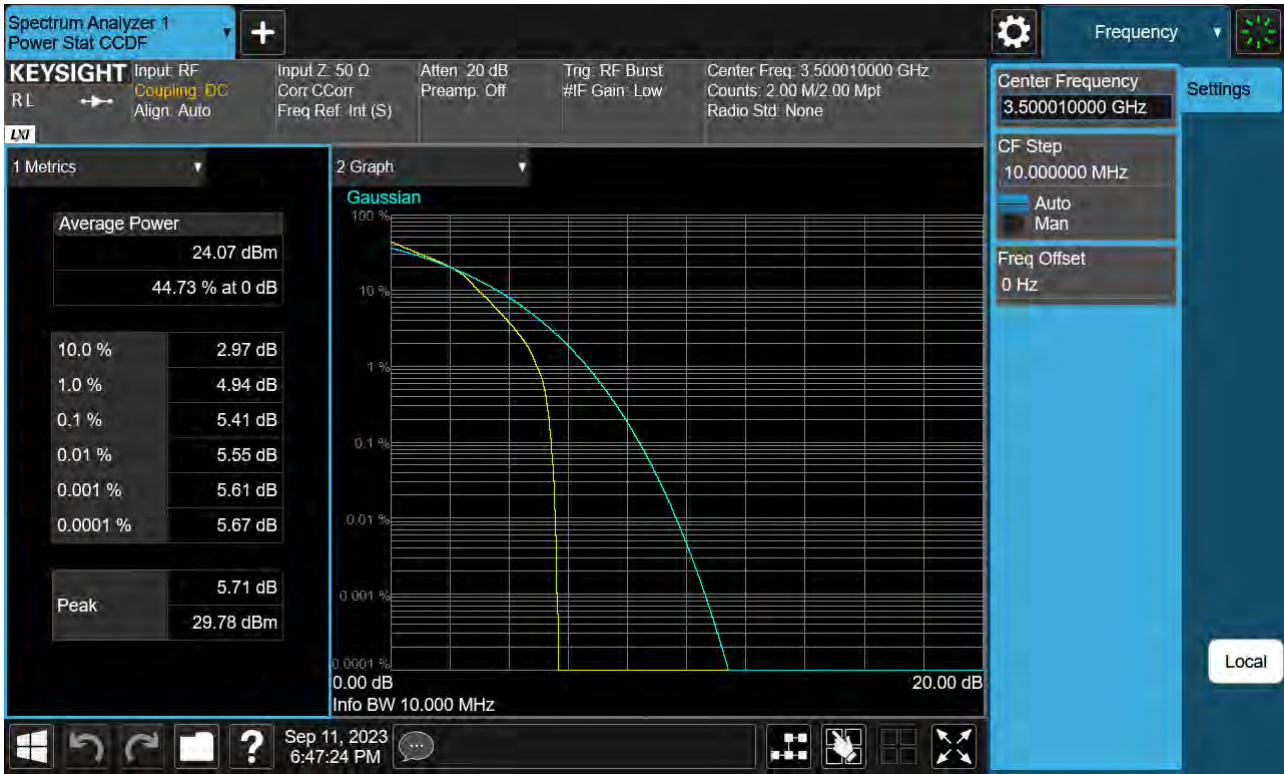 Spectrum Analyzer 1
Power Stat CCDF
+
Frequency
KEYSIGHT
RL
LXI
Input: RF
Coupling: DC
Align: Auto
Input Z: 50 Ω
Corr CCorr
Freq Ref: Int (S)
Atten: 20 dB
Preamp: Off
Trig: RF Burst
#IF Gain: Low
Center Freq: 3.500010000 GHz
Counts: 2.00 M/2.00 Mpt
Radio Std: None
Center Frequency
3.500010000 GHz
Settings
CF Step
10.000000 MHz
Auto
Man
Freq Offset
0 Hz
Local
1 Metrics
Average Power
24.07 dBm
44.73 % at 0 dB
10.0 % 2.97 dB
1.0 % 4.94 dB
0.1 % 5.41 dB
0.01 % 5.55 dB
0.001 % 5.61 dB
0.0001 % 5.67 dB
Peak
5.71 dB
29.78 dBm
2 Graph
Gaussian
100 %
10 %
1 %
0.1 %
0.01 %
0.001 %
0.0001 %
0.00 dB
20.00 dB
Info BW 10.000 MHz
?
Sep 11, 2023
6:47:24 PM